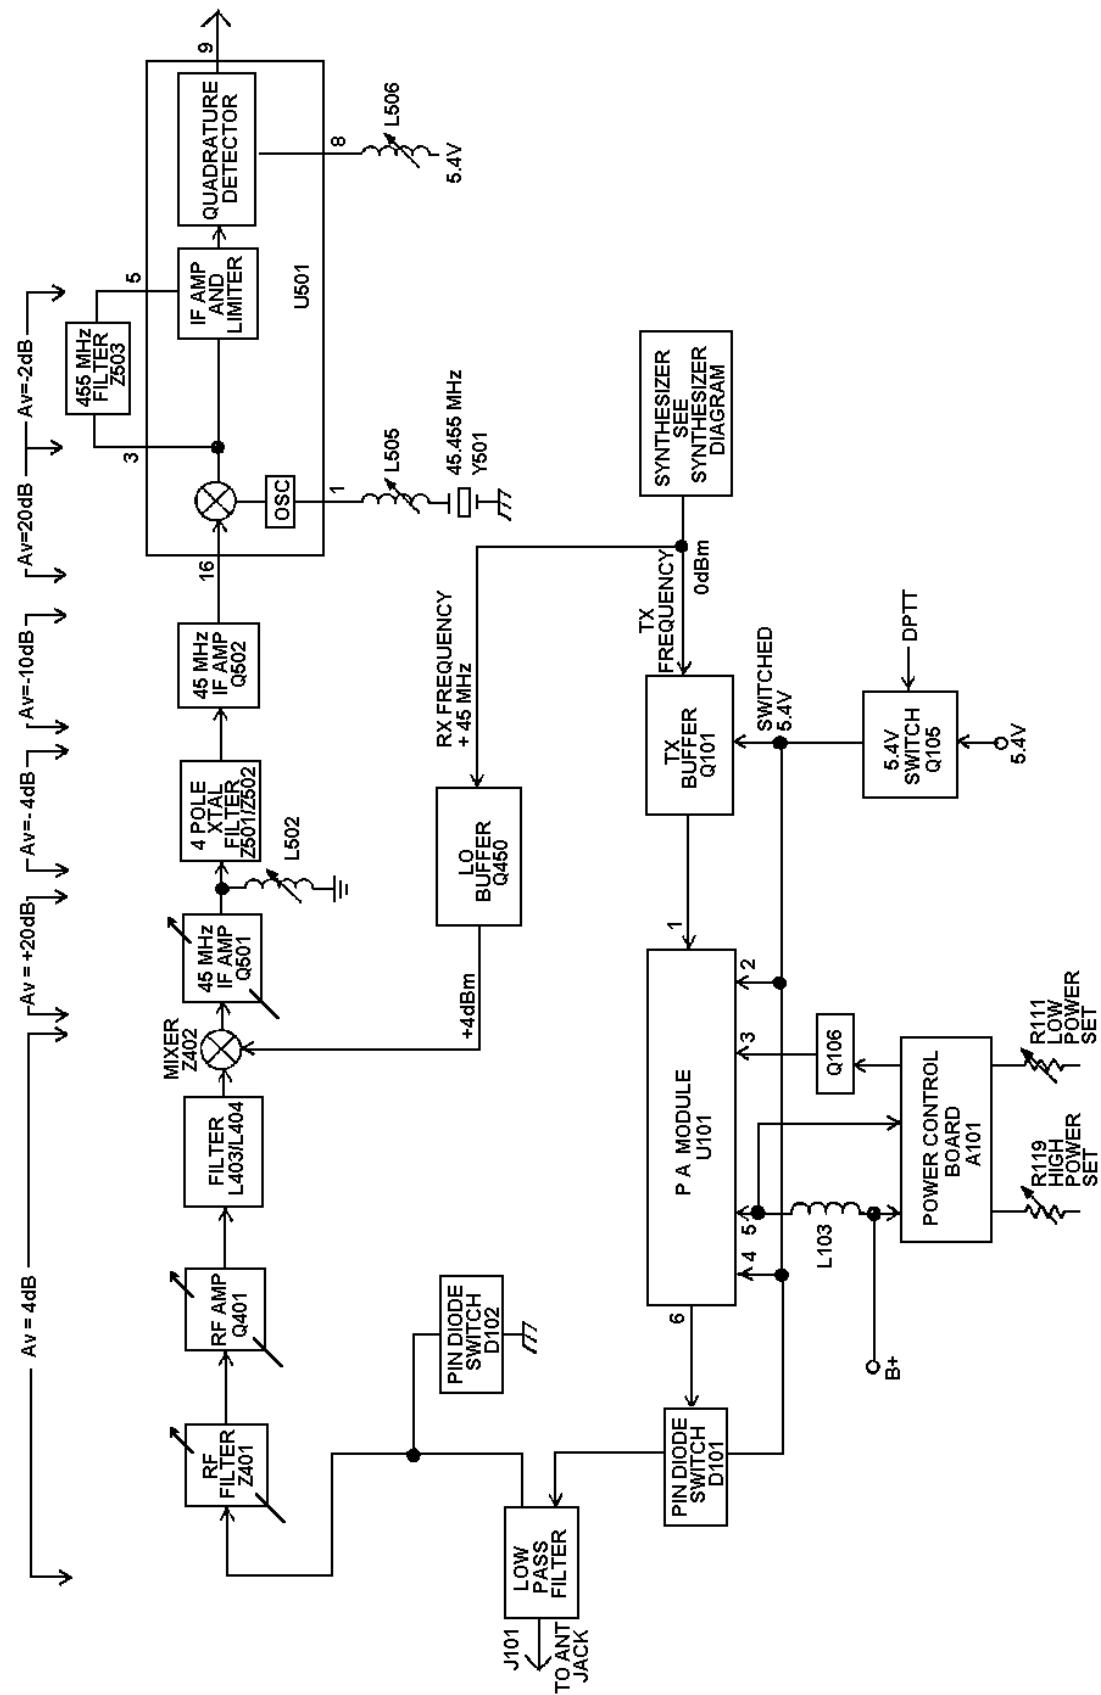 Av = 4dB
Av = +20dB
Av=- 4dB
Av=-10dB
Av=20dB
Av=-2dB
RF
FILTER
Z401
RF AMP
Q401
FILTER
L403/L404
MIXER
Z402
45 MHz
IF AMP
Q501
L502
4 POLE
XTAL
FILTER
Z501/Z502
45 MHz
IF AMP
Q502
16
OSC
1
L505
45.455 MHz
Y501
3
455 MHz
FILTER
Z503
5
IF AMP
AND
LIMITER
U501
QUADRATURE
DETECTOR
9
8
L506
5.4V
PIN DIODE
SWITCH
D102
+4dBm
LO
BUFFER
Q450
RX FREQUENCY
+ 45 MHz
J101
TO ANT
JACK
LOW
PASS
FILTER
PIN DIODE
SWITCH
D101
6
P A MODULE
U101
1
2
3
4
5
TX
BUFFER
Q101
TX
FREQUENCY
0dBm
SYNTHESIZER
SEE
SYNTHESIZER
DIAGRAM
SWITCHED
5.4V
B+
L103
Q106
POWER CONTROL
BOARD
A101
R119
HIGH
POWER
SET
R111
LOW
POWER
SET
5.4V
SWITCH
Q105
DPTT
5.4V